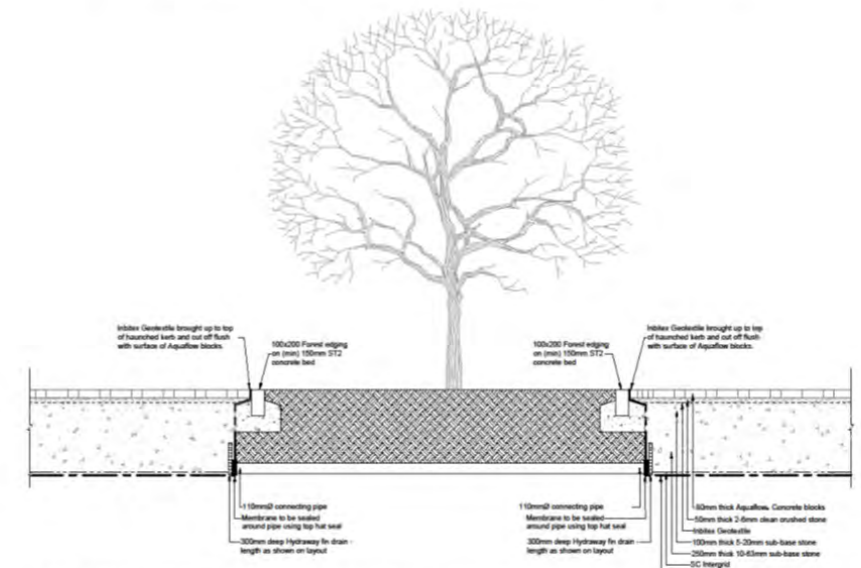 Inbitex Geotextile brought up to top
of haunched kerb and cut off flush
with surface of Aquaflow blocks.
100x200 Forest edging
on (min) 150mm ST2
concrete bed
100x200 Forest edging
on (min) 150mm ST2
concrete bed
Inbitex Geotextile brought up to top
of haunched kerb and cut off flush
with surface of Aquaflow blocks.
110mmØ connecting pipe
Membrane to be sealed
around pipe using top hat seal
300mm deep Hydraway fin drain -
length as shown on layout
110mmØ connecting pipe
Membrane to be sealed
around pipe using top hat seal
300mm deep Hydraway fin drain -
length as shown on layout
80mm thick Aquaflow Concrete blocks
50mm thick 2-6mm clean crushed stone
Inbitex Geotextile
100mm thick 5-20mm sub-base stone
250mm thick 10-63mm sub-base stone
SC Intergrid